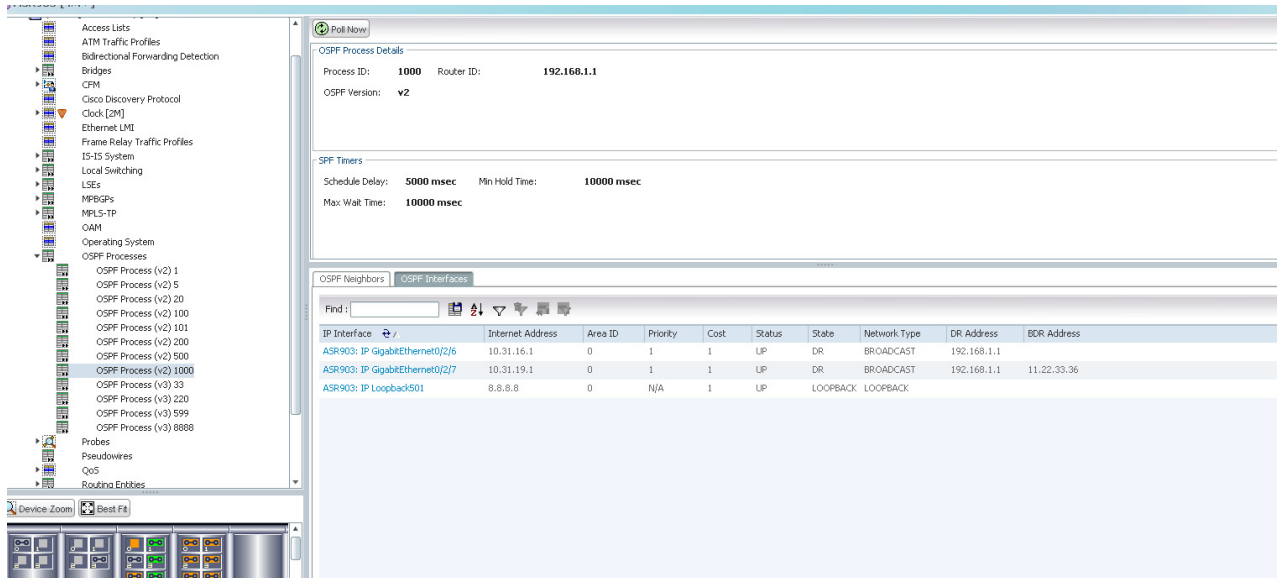 Access Lists
ATM Traffic Profiles
Bidirectional Forwarding Detection
Bridges
CFM
Cisco Discovery Protocol
Clock [2M]
Ethernet LMI
Frame Relay Traffic Profiles
IS-IS System
Local Switching
LSEs
MPBGPs
MPLS-TP
OAM
Operating System
OSPF Processes
OSPF Process (v2) 1
OSPF Process (v2) 5
OSPF Process (v2) 20
OSPF Process (v2) 100
OSPF Process (v2) 101
OSPF Process (v2) 200
OSPF Process (v2) 500
OSPF Process (v2) 1000
OSPF Process (v3) 33
OSPF Process (v3) 220
OSPF Process (v3) 599
OSPF Process (v3) 8888
Probes
Pseudowires
QoS
Routing Entities
Device Zoom Best Fit
Poll Now
OSPF Process Details
Process ID: 1000 Router ID: 192.168.1.1
OSPF Version: v2
SPF Timers
Schedule Delay: 5000 msec Min Hold Time: 10000 msec
Max Wait Time: 10000 msec
OSPF Neighbors OSPF Interfaces
Find :
IP Interface Internet Address Area ID Priority Cost Status State Network Type DR Address BDR Address
ASR903: IP GigabitEthernet0/2/6 10.31.16.1 0 1 1 UP DR BROADCAST 192.168.1.1
ASR903: IP GigabitEthernet0/2/7 10.31.19.1 0 1 1 UP DR BROADCAST 192.168.1.1 11.22.33.36
ASR903: IP Loopback501 8.8.8.8 0 N/A 1 UP LOOPBACK LOOPBACK